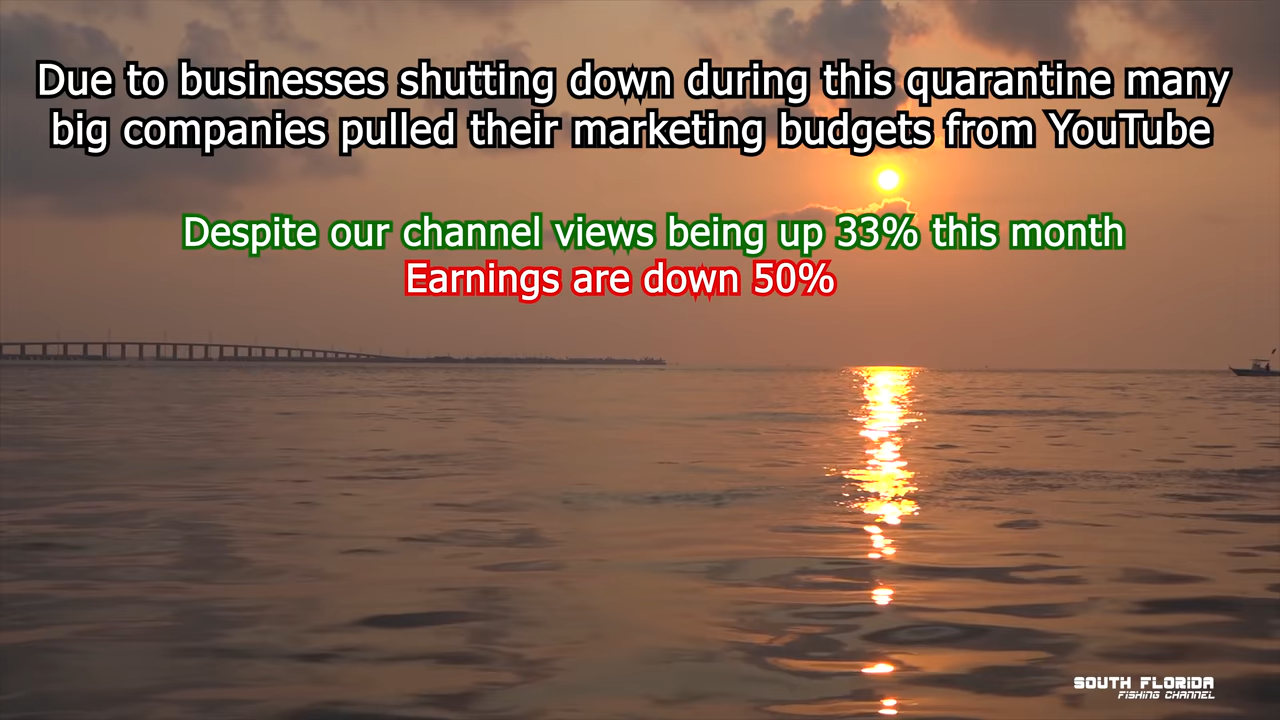 Due to businesses shutting down during this quarantine many
big companies pulled their marketing budgets from YouTube
Despite our channel views being up 33% this month
Earnings are down 50%
SOUTH FLORIDA
FISHING CHANNEL